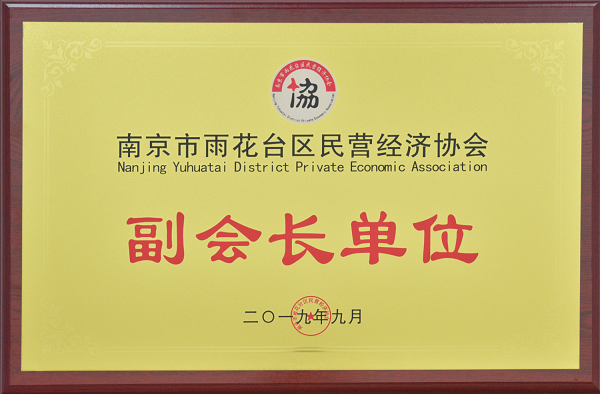 協
南京市雨花台区民营经济协会
Nanjing Yuhuatai District Private Economic Association
副会长单位
二〇一九年九月